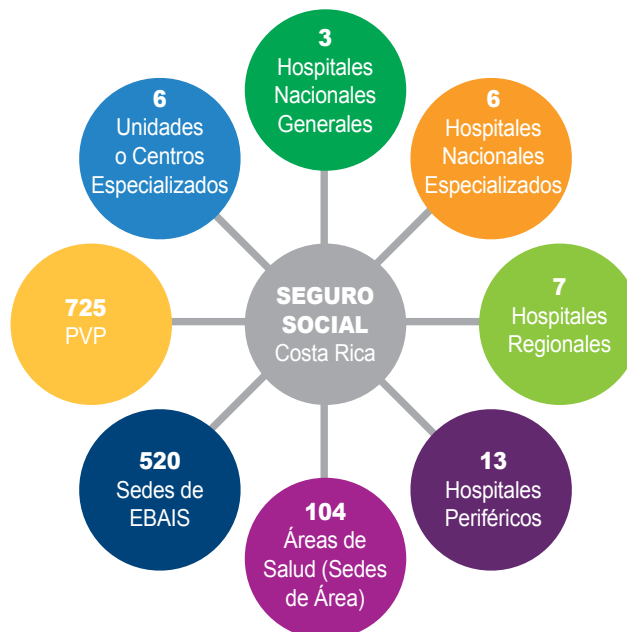 3
Hospitales
Nacionales
Generales
6
Hospitales
Nacionales
Especializados
7
Hospitales
Regionales
13
Hospitales
Periféricos
104
Áreas de
Salud (Sedes
de Área)
520
Sedes de
EBAIS
725
PVP
6
Unidades
o Centros
Especializados
SEGURO
SOCIAL
Costa Rica